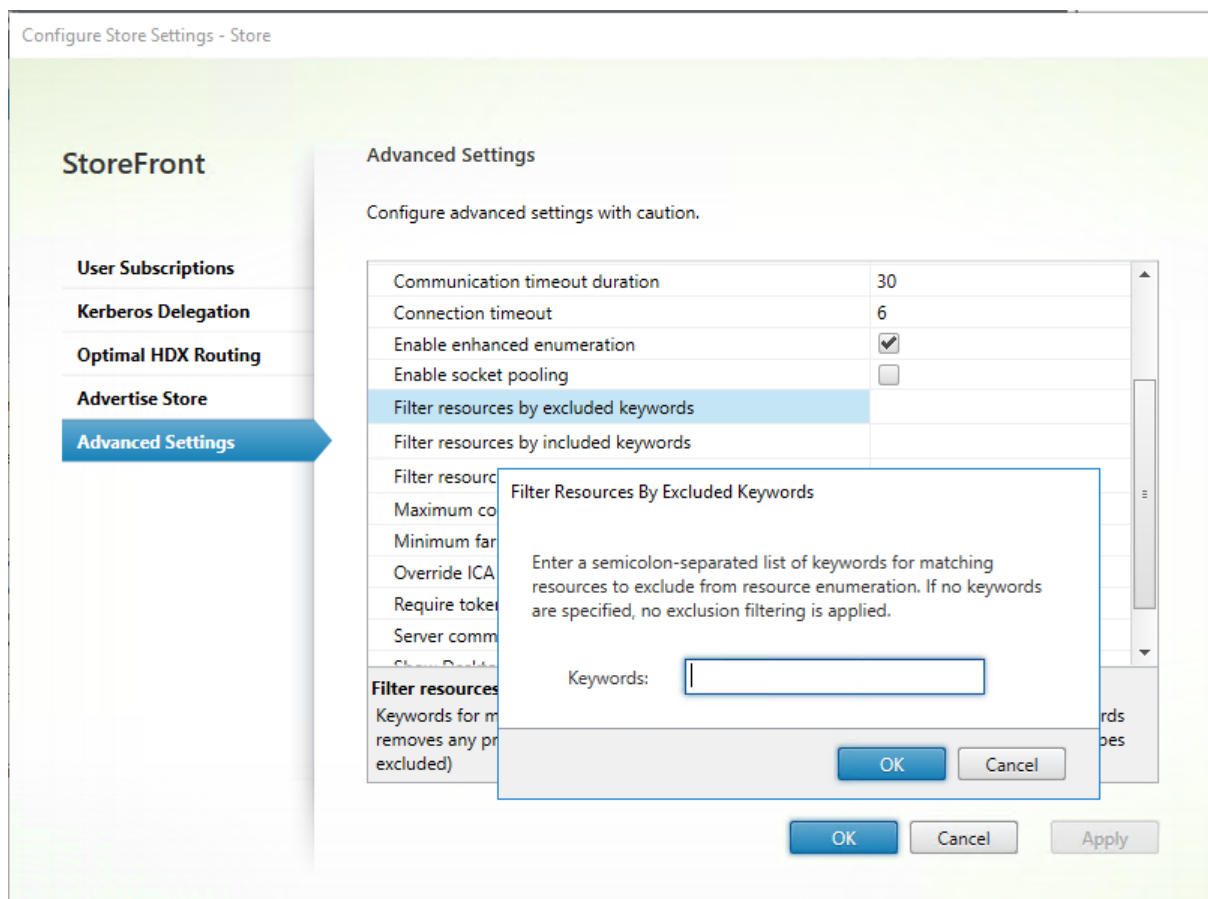 Configure Store Settings - Store
StoreFront
User Subscriptions
Kerberos Delegation
Optimal HDX Routing
Advertise Store
Advanced Settings
Advanced Settings
Configure advanced settings with caution.
Communication timeout duration 30
Connection timeout 6
Enable enhanced enumeration
Enable socket pooling
Filter resources by excluded keywords
Filter resources by included keywords
Filter resourc
Maximum co
Minimum far
Override ICA
Require token
Server comm
Filter resources
Keywords for m rds
removes any pr pes
excluded)
Filter Resources By Excluded Keywords
Enter a semicolon-separated list of keywords for matching
resources to exclude from resource enumeration. If no keywords
are specified, no exclusion filtering is applied.
Keywords:
OK Cancel
OK Cancel Apply